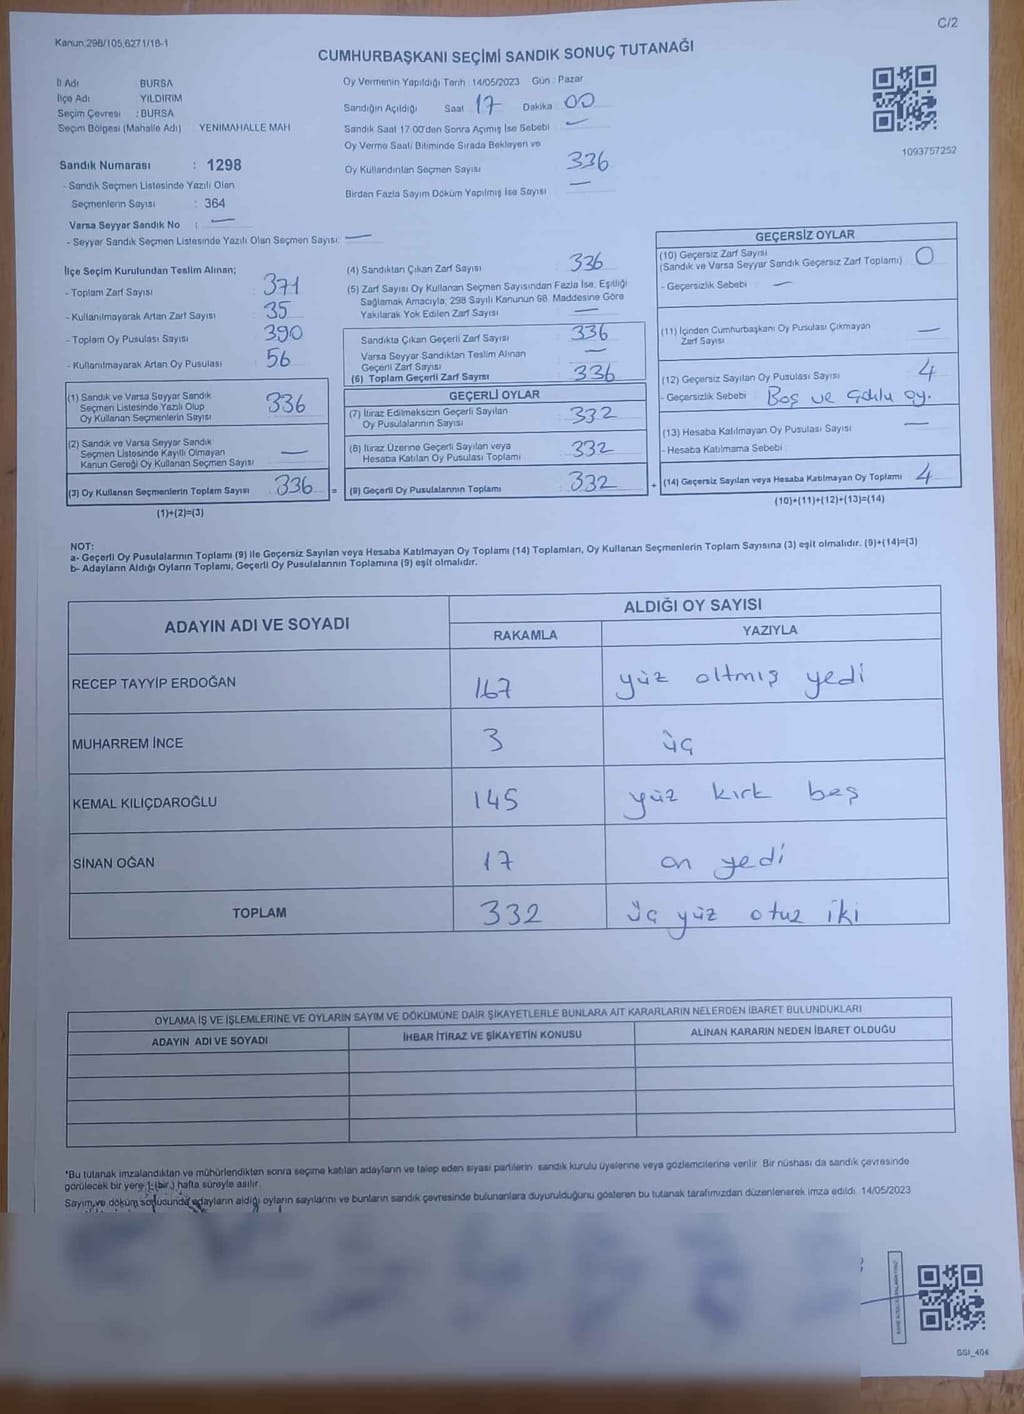 C/2
Kanun:298/105,6271/18-1
CUMHURBAŞKANI SEÇİMİ SANDIK SONUÇ TUTANAĞI
İl Adı : BURSA
İlçe Adı : YILDIRIM
Seçim Çevresi : BURSA
Seçim Bölgesi (Mahalle Adı) YENİMAHALLE MAH
Sandık Numarası : 1298
- Sandık Seçmen Listesinde Yazılı Olan
Seçmenlerin Sayısı : 364
Varsa Seyyar Sandık No : —
- Seyyar Sandık Seçmen Listesinde Yazılı Olan Seçmen Sayısı: —
Oy Vermenin Yapıldığı Tarih : 14/05/2023 Gün : Pazar
Sandığın Açıldığı Saat 17 Dakika 00
Sandık Saat 17.00'den Sonra Açımış İse Sebebi —
Oy Verme Saati Bitiminde Sırada Bekleyen ve
Oy Kullandırılan Seçmen Sayısı 336
Birden Fazla Sayım Döküm Yapılmış İse Sayısı —
1093757252
İlçe Seçim Kurulundan Teslim Alınan;
- Toplam Zarf Sayısı 371
- Kullanılmayarak Artan Zarf Sayısı 35
- Toplam Oy Pusulası Sayısı 390
- Kullanılmayarak Artan Oy Pusulası 56
(1) Sandık ve Varsa Seyyar Sandık
Seçmen Listesinde Yazılı Olup
Oy Kullanan Seçmenlerin Sayısı 336
(2) Sandık ve Varsa Seyyar Sandık
Seçmen Listesinde Kayıtlı Olmayan
Kanun Gereği Oy Kullanan Seçmen Sayısı —
(3) Oy Kullanan Seçmenlerin Toplam Sayısı 336 =
(1)+(2)=(3)
(4) Sandıktan Çıkan Zarf Sayısı 336
(5) Zarf Sayısı Oy Kullanan Seçmen Sayısından Fazla İse, Eşitliği
Sağlamak Amacıyla, 298 Sayılı Kanunun 98. Maddesine Göre
Yakılarak Yok Edilen Zarf Sayısı —
Sandıkta Çıkan Geçerli Zarf Sayısı 336
Varsa Seyyar Sandıktan Teslim Alınan
Geçerli Zarf Sayısı —
(6) Toplam Geçerli Zarf Sayısı 336
GEÇERLİ OYLAR
(7) İtiraz Edilmeksizin Geçerli Sayılan
Oy Pusulalarının Sayısı 332
(8) İtiraz Üzerine Geçerli Sayılan veya
Hesaba Katılan Oy Pusulası Toplamı 332
(9) Geçerli Oy Pusulalarının Toplamı 332 +
GEÇERSİZ OYLAR
(10) Geçersiz Zarf Sayısı
(Sandık ve Varsa Seyyar Sandık Geçersiz Zarf Toplamı) 0
- Geçersizlik Sebebi —
(11) İçinden Cumhurbaşkanı Oy Pusulası Çıkmayan
Zarf Sayısı —
(12) Geçersiz Sayılan Oy Pusulası Sayısı 4
- Geçersizlik Sebebi Boş ve Çoklu oy.
(13) Hesaba Katılmayan Oy Pusulası Sayısı —
- Hesaba Katılmama Sebebi
(14) Geçersiz Sayılan veya Hesaba Katılmayan Oy Toplamı 4
(10)+(11)+(12)+(13)=(14)
NOT:
a- Geçerli Oy Pusulalarının Toplamı (9) ile Geçersiz Sayılan veya Hesaba Katılmayan Oy Toplamı (14) Toplamları, Oy Kullanan Seçmenlerin Toplam Sayısına (3) eşit olmalıdır. (9)+(14)=(3)
b- Adayların Aldığı Oyların Toplamı, Geçerli Oy Pusulalarının Toplamına (9) eşit olmalıdır.
ADAYIN ADI VE SOYADI
ALDIĞI OY SAYISI
RAKAMLA YAZIYLA
RECEP TAYYİP ERDOĞAN 167 yüz altmış yedi
MUHARREM İNCE 3 üç
KEMAL KILIÇDAROĞLU 145 yüz kırk beş
SİNAN OĞAN 17 on yedi
TOPLAM 332 üç yüz otuz iki
OYLAMA İŞ VE İŞLEMLERİNE VE OYLARIN SAYIM VE DÖKÜMÜNE DAİR ŞİKAYETLERLE BUNLARA AİT KARARLARIN NELERDEN İBARET BULUNDUKLARI
ADAYIN ADI VE SOYADI İHBAR İTİRAZ VE ŞİKAYETİN KONUSU ALINAN KARARIN NEDEN İBARET OLDUĞU
*Bu tutanak imzalandıktan ve mühürlendikten sonra seçime katılan adayların ve talep eden siyasi partilerin sandık kurulu üyelerine veya gözlemcilerine verilir. Bir nüshası da sandık çevresinde
görülecek bir yere 1 (bir) hafta süreyle asılır.
Sayım ve döküm sonucunda adayların aldığı oyların sayılarını ve bunların sandık çevresinde bulunanlara duyurulduğunu gösteren bu tutanak tarafımızdan düzenlenerek imza edildi. 14/05/2023